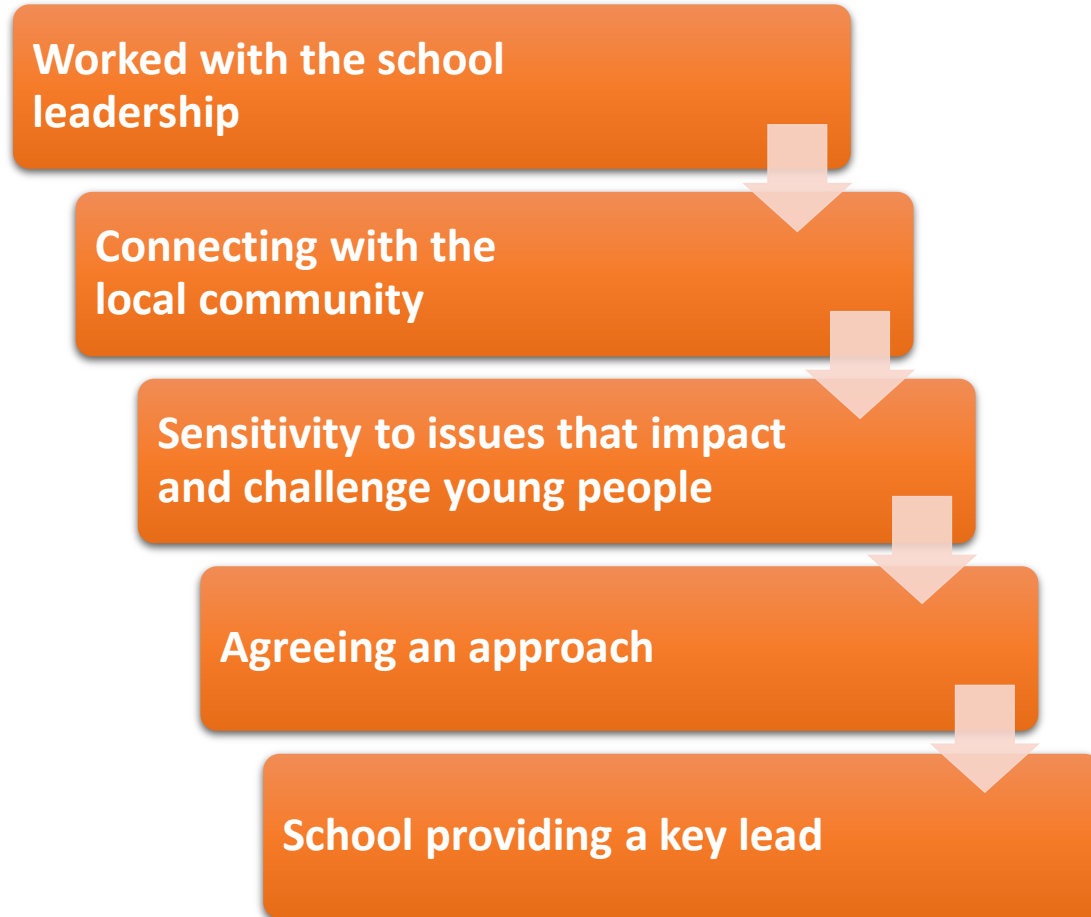 Worked with the school
leadership
Connecting with the
local community
Sensitivity to issues that impact
and challenge young people
Agreeing an approach
School providing a key lead